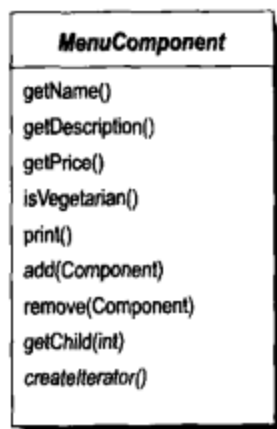 MenuComponent
getName()
getDescription()
getPrice()
isVegetarian()
print()
add(Component)
remove(Component)
getChild(int)
createIterator()